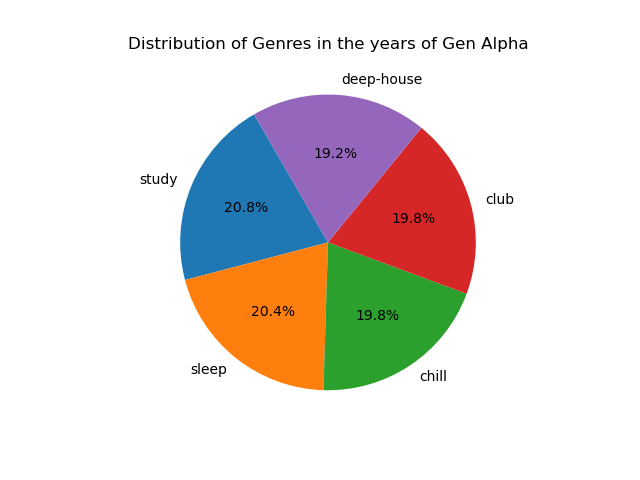 Distribution of Genres in the years of Gen Alpha
deep-house
19.2%
study
20.8%
club
19.8%
sleep
20.4%
chill
19.8%